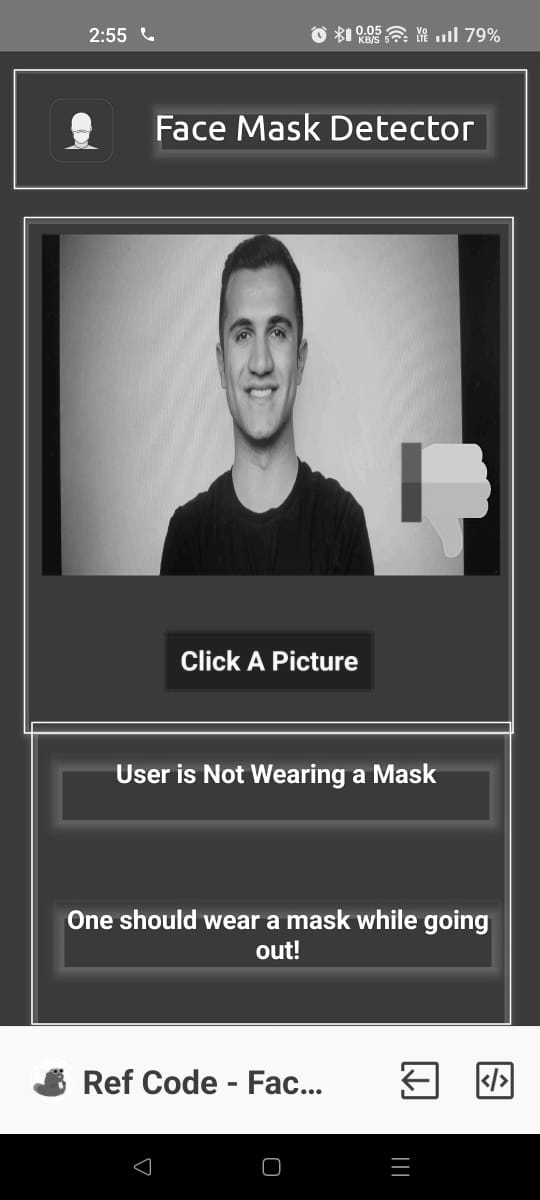 2:55
0.05
KB/S
5
Vo
LTE
79%
Face Mask Detector
Click A Picture
User is Not Wearing a Mask
One should wear a mask while going
out!
Ref Code - Fac...